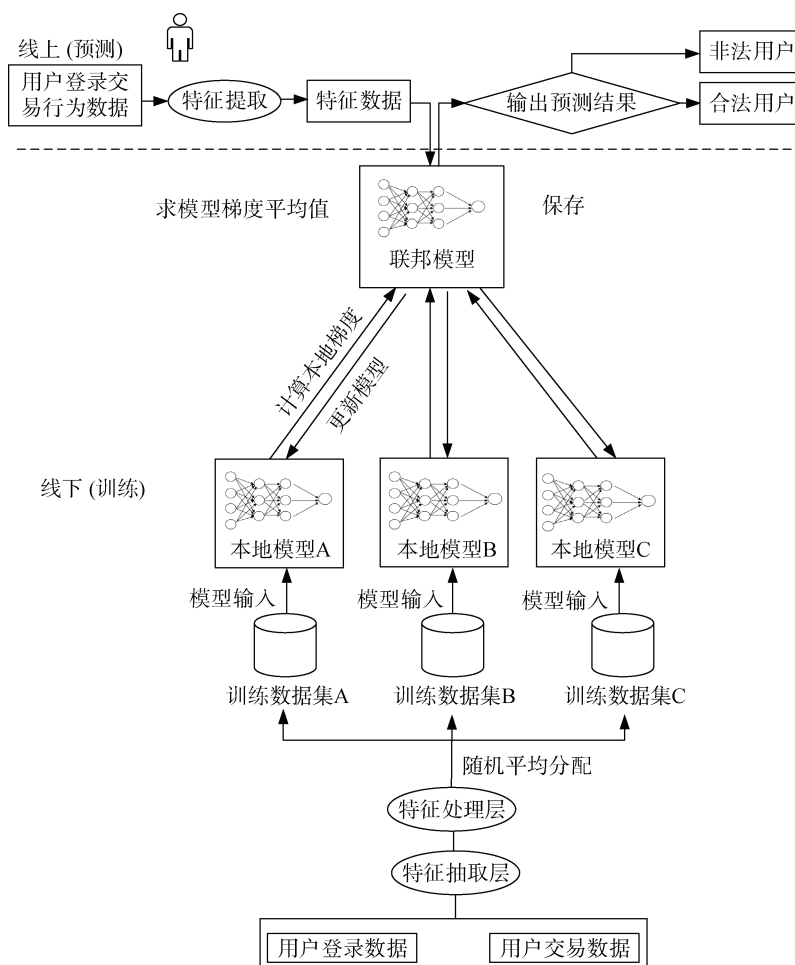 线上 (预测)
用户登录交
易行为数据
特征提取
特征数据
输出预测结果
非法用户
合法用户
求模型梯度平均值
保存
联邦模型
计算本地梯度
更新模型
线下 (训练)
本地模型A
本地模型B
本地模型C
模型输入
模型输入
模型输入
训练数据集A
训练数据集B
训练数据集C
随机平均分配
特征处理层
特征抽取层
用户登录数据
用户交易数据